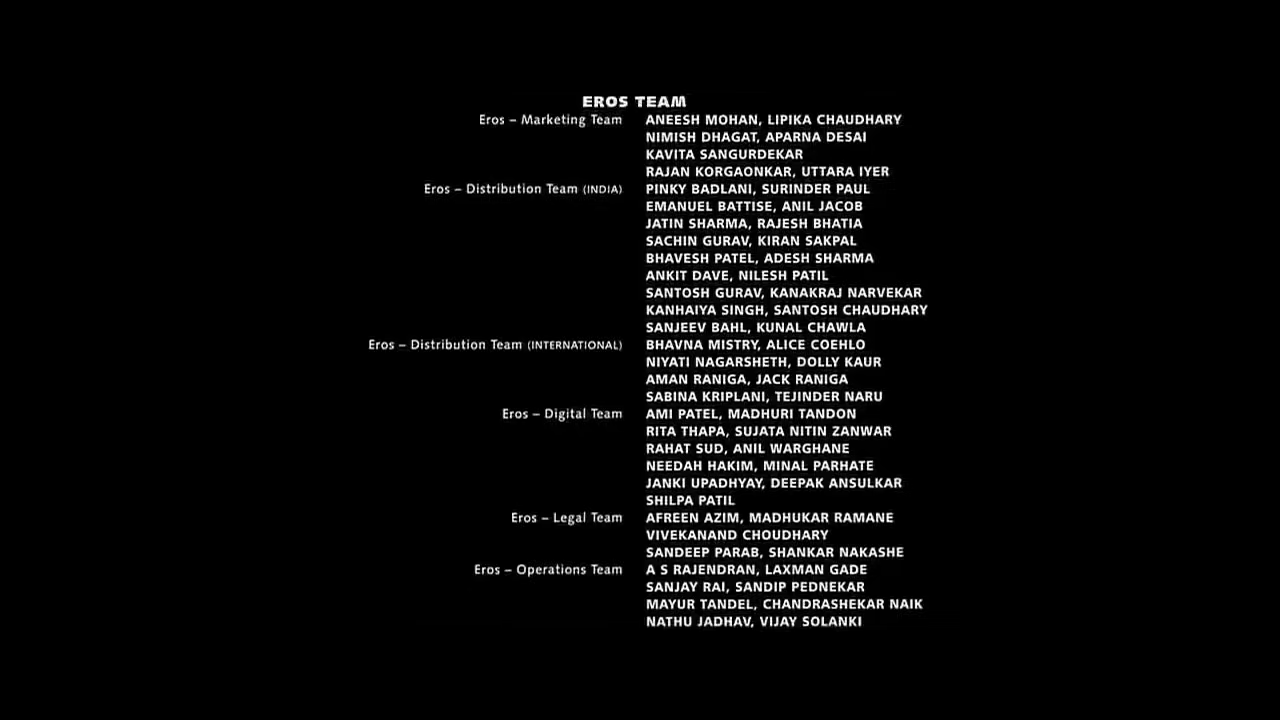 EROS TEAM
Eros – Marketing Team ANEESH MOHAN, LIPIKA CHAUDHARY
NIMISH DHAGAT, APARNA DESAI
KAVITA SANGURDEKAR
RAJAN KORGAONKAR, UTTARA IYER
Eros – Distribution Team (INDIA) PINKY BADLANI, SURINDER PAUL
EMANUEL BATTISE, ANIL JACOB
JATIN SHARMA, RAJESH BHATIA
SACHIN GURAV, KIRAN SAKPAL
BHAVESH PATEL, ADESH SHARMA
ANKIT DAVE, NILESH PATIL
SANTOSH GURAV, KANAKRAJ NARVEKAR
KANHAIYA SINGH, SANTOSH CHAUDHARY
SANJEEV BAHL, KUNAL CHAWLA
Eros – Distribution Team (INTERNATIONAL) BHAVNA MISTRY, ALICE COEHLO
NIYATI NAGARSHETH, DOLLY KAUR
AMAN RANIGA, JACK RANIGA
SABINA KRIPLANI, TEJINDER NARU
Eros – Digital Team AMI PATEL, MADHURI TANDON
RITA THAPA, SUJATA NITIN ZANWAR
RAHAT SUD, ANIL WARGHANE
NEEDAH HAKIM, MINAL PARHATE
JANKI UPADHYAY, DEEPAK ANSULKAR
SHILPA PATIL
Eros – Legal Team AFREEN AZIM, MADHUKAR RAMANE
VIVEKANAND CHOUDHARY
SANDEEP PARAB, SHANKAR NAKASHE
Eros – Operations Team A S RAJENDRAN, LAXMAN GADE
SANJAY RAI, SANDIP PEDNEKAR
MAYUR TANDEL, CHANDRASHEKAR NAIK
NATHU JADHAV, VIJAY SOLANKI